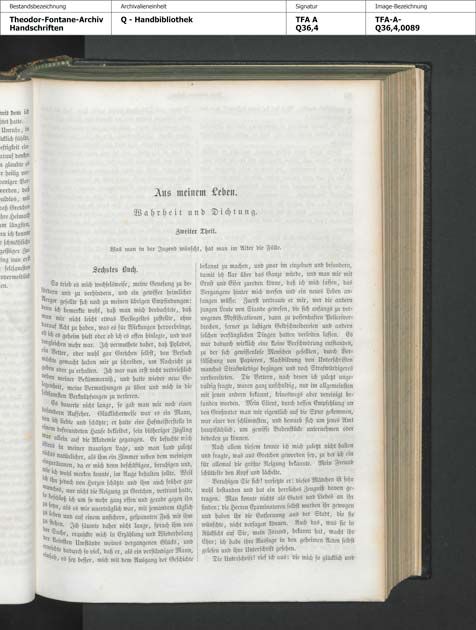 Bestandsbezeichnung
Archivalieneinheit
Signatur
Image-Bezeichnung
Theodor-Fontane-Archiv
Handschriften
Q - Handbibliothek
TFA A
Q36,4
TFA-A-
Q36,4,0089
Aus meinem Leben.
Wahrheit und Dichtung.
Zweiter Theil.
Was man in der Jugend wünscht, hat man im Alter die Fülle.
Sechstes Buch.
So trieb es mich wechselsweise, meine Genesung zu be-
fördern und zu verhindern, und ein gewisser heimlicher
Aerger gesellte sich noch zu meinen übrigen Empfindungen:
denn ich bemerkte wohl, daß man mich beobachtete, daß
man mir nicht leicht etwas Versiegeltes zustellte, ohne
darauf Acht zu haben, was es für Wirkungen hervorbringe,
ob ich es geheim hielt oder ob ich es offen hinlegte, und was
dergleichen mehr war. Ich vermuthete daher, daß Pylades,
ein Vetter, oder wohl gar Gretchen selbst, den Versuch
möchte gemacht haben mir zu schreiben, um Nachricht zu
geben oder zu erhalten. Ich war nun erst recht verdrießlich
neben meiner Bekümmerniß, und hatte wieder neue Ge-
legenheit, meine Vermuthungen zu üben und mich in die
seltsamsten Verknüpfungen zu verirren.
Es dauerte nicht lange, so gab man mir noch einen
besondern Aufseher. Glücklicherweise war es ein Mann,
den ich liebte und schätzte; er hatte eine Hofmeisterstelle in
einem befreundeten Hause bekleidet, sein bisheriger Zögling
war allein auf die Akademie gegangen. Er besuchte mich
öfters in meiner traurigen Lage, und man fand zuletzt
nichts natürlicher, als ihm ein Zimmer neben dem meinigen
einzuräumen, da er mich denn beschäftigen, beruhigen und,
wie ich wohl merken konnte, im Auge behalten sollte. Weil
ich ihn jedoch von Herzen schätzte und ihm auch früher gar
manches, nur nicht die Neigung zu Gretchen, vertraut hatte,
so beschloß ich um so mehr ganz offen und gerade gegen ihn
zu seyn, als es mir unerträglich war, mit jemanden täglich
zu leben und auf einem unsichern, gespannten Fuß mit ihm
zu stehen. Ich säumte daher nicht lange, sprach ihm von
der Sache, erquickte mich in Erzählung und Wiederholung
der kleinsten Umstände meines vergangenen Glücks, und
erreichte dadurch so viel, daß er, als ein verständiger Mann,
einsah, es sey besser, mich mit dem Ausgang der Geschichte
bekannt zu machen, und zwar im einzelnen und besondern,
damit ich klar über das Ganze würde, und man mir mit
Ernst und Eifer zureden könne, daß ich mich fassen, das
Vergangene hinter mich werfen und ein neues Leben an-
fangen müsse. Zuerst vertraute er mir, wer die andern
jungen Leute von Stande gewesen, die sich anfangs zu ver-
wegenen Mystificationen, dann zu possenhaften Polizeiver-
brechen, ferner zu lustigen Geldschneidereien und andern
solchen verfänglichen Dingen hatten verleiten lassen. Es
war dadurch wirklich eine kleine Verschwörung entstanden,
zu der sich gewissenlose Menschen gesellten, durch Ver-
fälschung von Papieren, Nachbildung von Unterschriften
manches Strafwürdige begingen und noch Strafwürdigeres
vorbereiteten. Die Vettern, nach denen ich zuletzt unge-
duldig fragte, waren ganz unschuldig, nur im allgemeinsten
mit jenen andern bekannt, keineswegs aber vereinigt be-
funden worden. Mein Client, durch dessen Empfehlung an
den Großvater man mir eigentlich auf die Spur gekommen,
war einer der schlimmsten, und bewarb sich um jenes Amt
hauptsächlich, um gewisse Bubenstücke unternehmen oder
bedecken zu können.
Nach allem diesem konnte ich mich zuletzt nicht halten
und fragte, was aus Gretchen geworden sey, zu der ich ein
für allemal die größte Neigung bekannte. Mein Freund
schüttelte den Kopf und lächelte.
Beruhigen Sie sich! versetzte er: dieses Mädchen ist sehr
wohl bestanden und hat ein herrliches Zeugniß davon ge-
tragen. Man konnte nichts als Gutes und Liebes an ihr
finden; die Herren Examinatoren selbst wurden ihr gewogen
und haben ihr die Entfernung aus der Stadt, die sie
wünschte, nicht versagen können. Auch das, was sie in
Rücksicht auf Sie, mein Freund, bekannt hat, macht ihr
Ehre; ich habe ihre Aussage in den geheimen Acten selbst
gelesen und ihre Unterschrift gesehen.
Die Unterschrift! rief ich aus: die mich so glücklich und